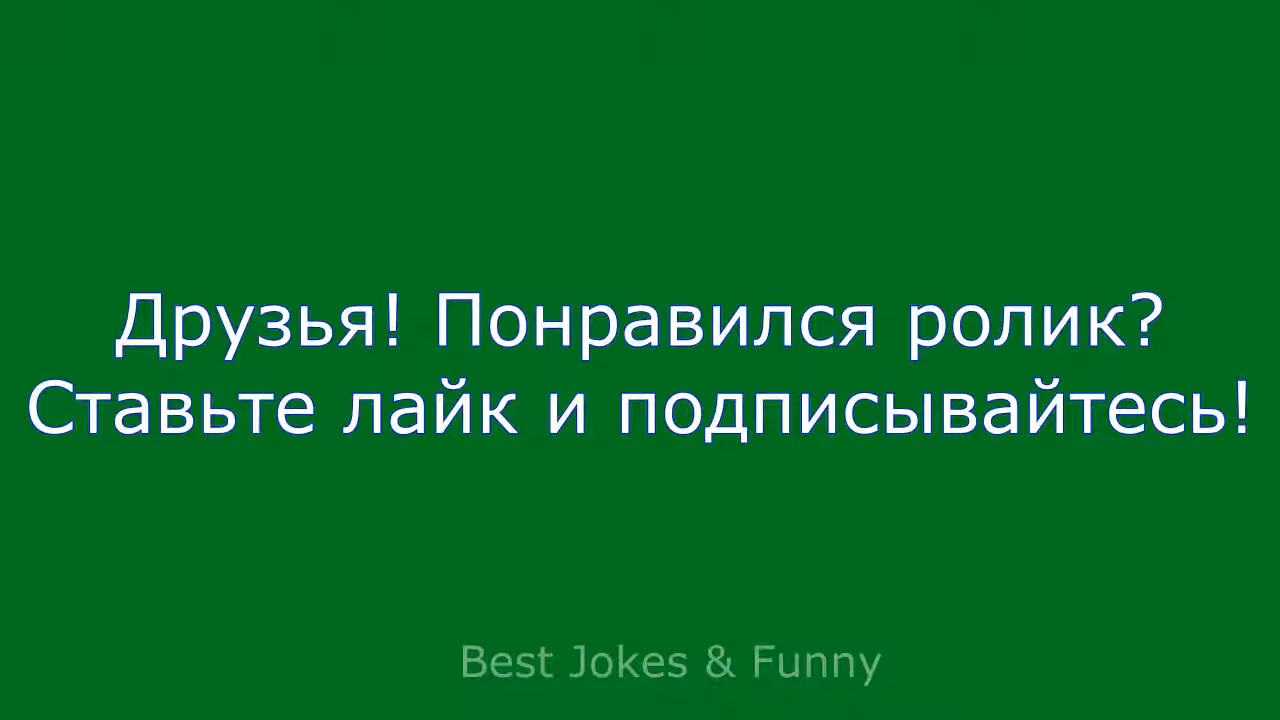 Друзья! Понравился ролик?
Ставьте лайк и подписывайтесь!
Best Jokes & Funny